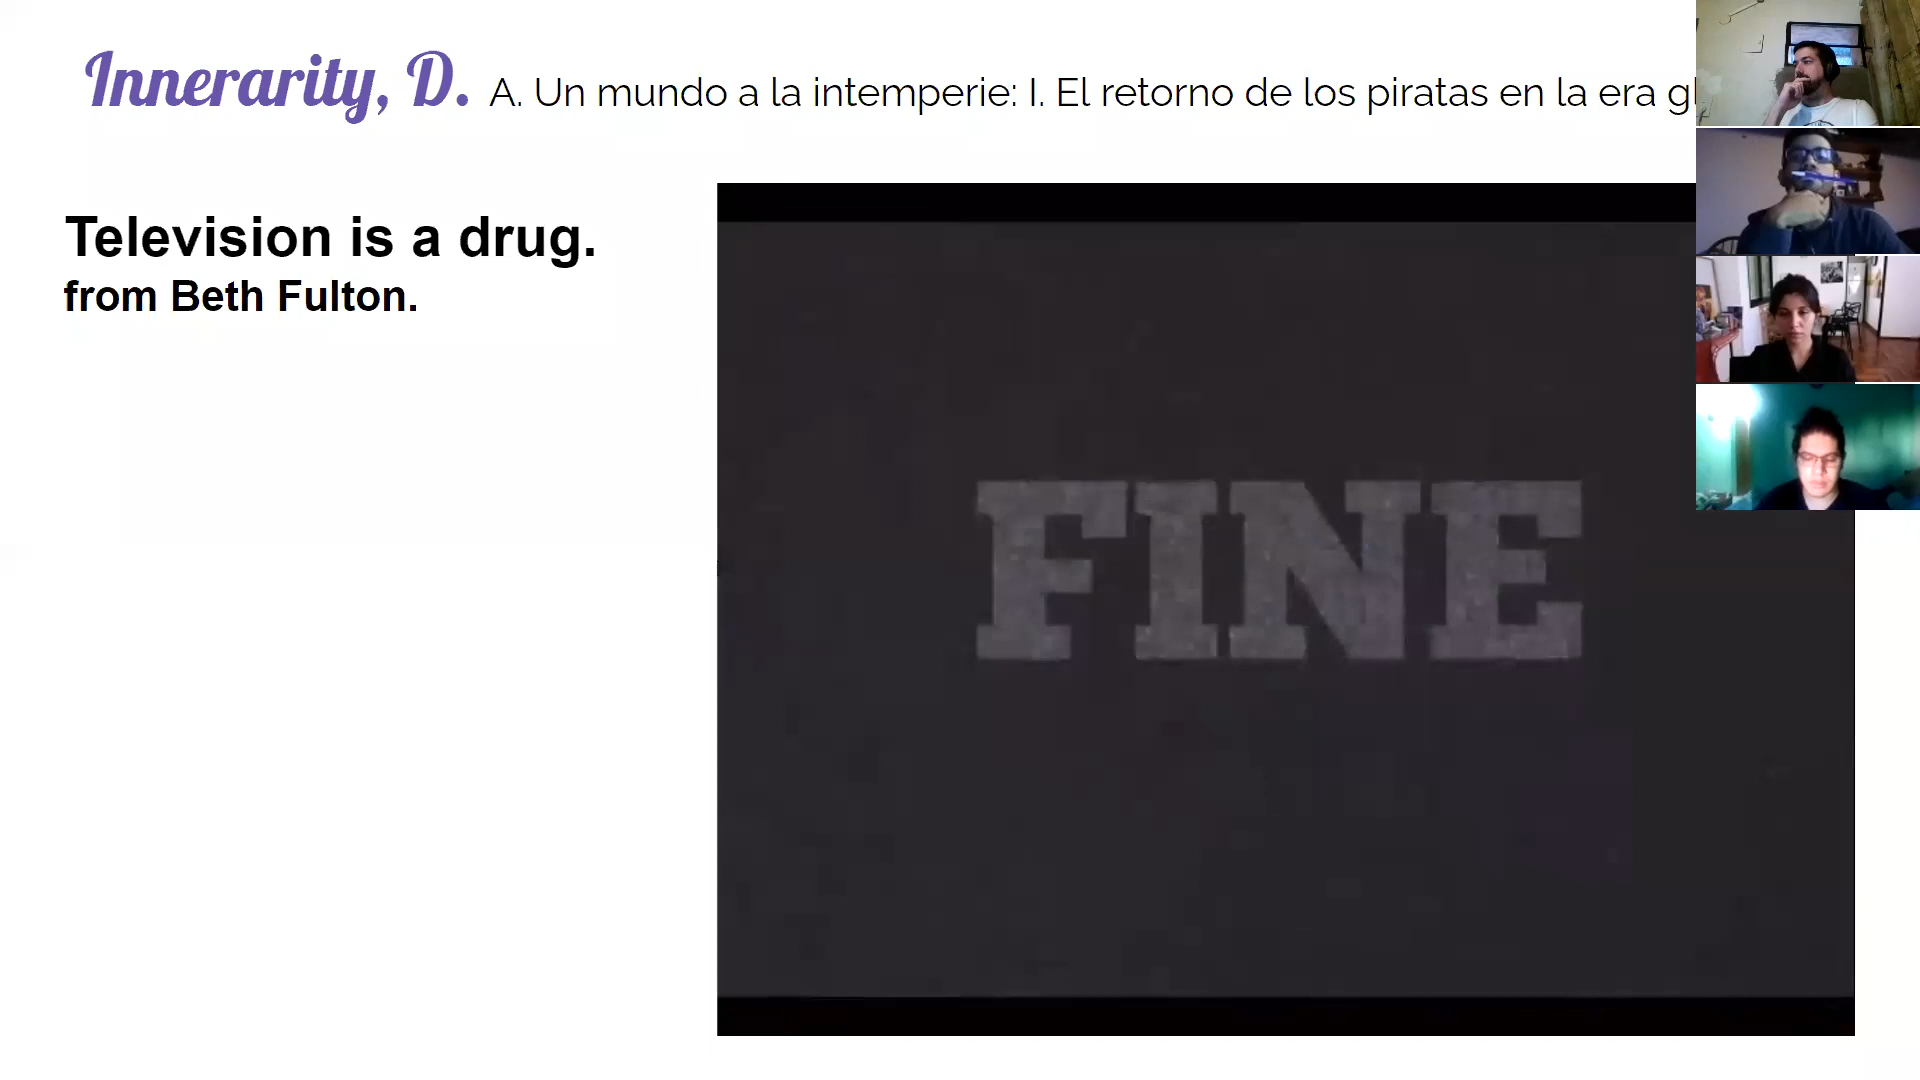 Innerarity, D. A. Un mundo a la intemperie: I. El retorno de los piratas en la era
Television is a drug.
from Beth Fulton.
FINE